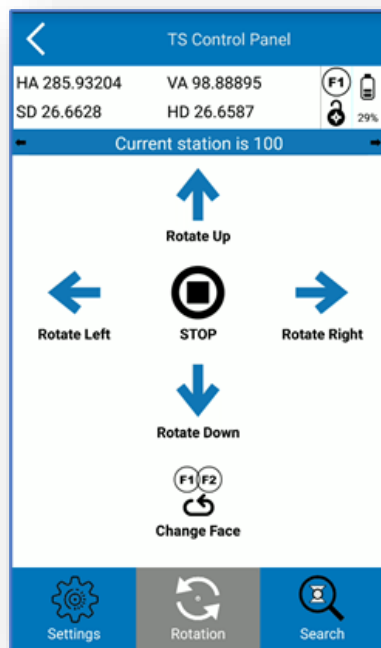 TS Control Panel
HA 285.93204 VA 98.88895 F1
SD 26.6628 HD 26.6587 29%
Current station is 100
Rotate Up
Rotate Left STOP Rotate Right
Rotate Down
F1 F2
Change Face
Settings Rotation Search